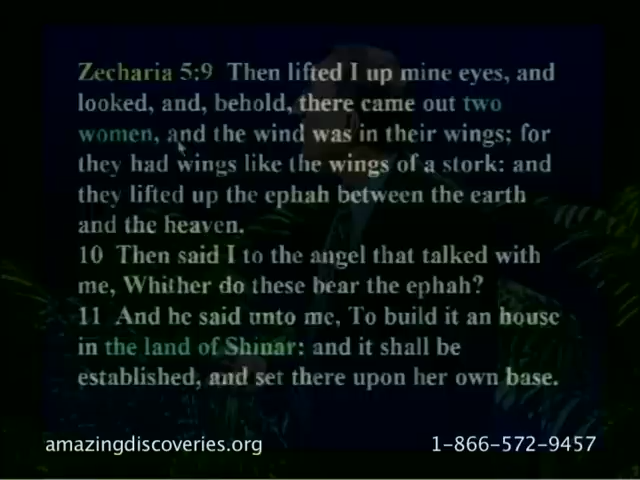 Zecharia 5:9 Then lifted I up mine eyes, and
looked, and, behold, there came out two
women, and the wind was in their wings; for
they had wings like the wings of a stork: and
they lifted up the ephah between the earth
and the heaven.
10 Then said I to the angel that talked with
me, Whither do these bear the ephah?
11 And he said unto me, To build it an house
in the land of Shinar: and it shall be
established, and set there upon her own base.
amazingdiscoveries.org
1-866-572-9457